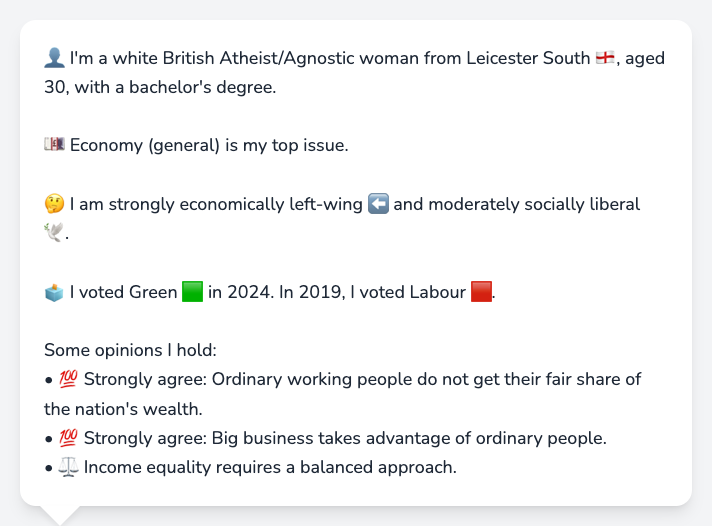 👤 I'm a white British Atheist/Agnostic woman from Leicester South 🏴󠁧󠁢󠁥󠁮󠁧󠁿, aged
30, with a bachelor's degree.
💷 Economy (general) is my top issue.
🤔 I am strongly economically left-wing ⬅️ and moderately socially liberal
🕊️.
🗳️ I voted Green 🟩 in 2024. In 2019, I voted Labour 🟥.
Some opinions I hold:
• 💯 Strongly agree: Ordinary working people do not get their fair share of
the nation's wealth.
• 💯 Strongly agree: Big business takes advantage of ordinary people.
• ⚖️ Income equality requires a balanced approach.